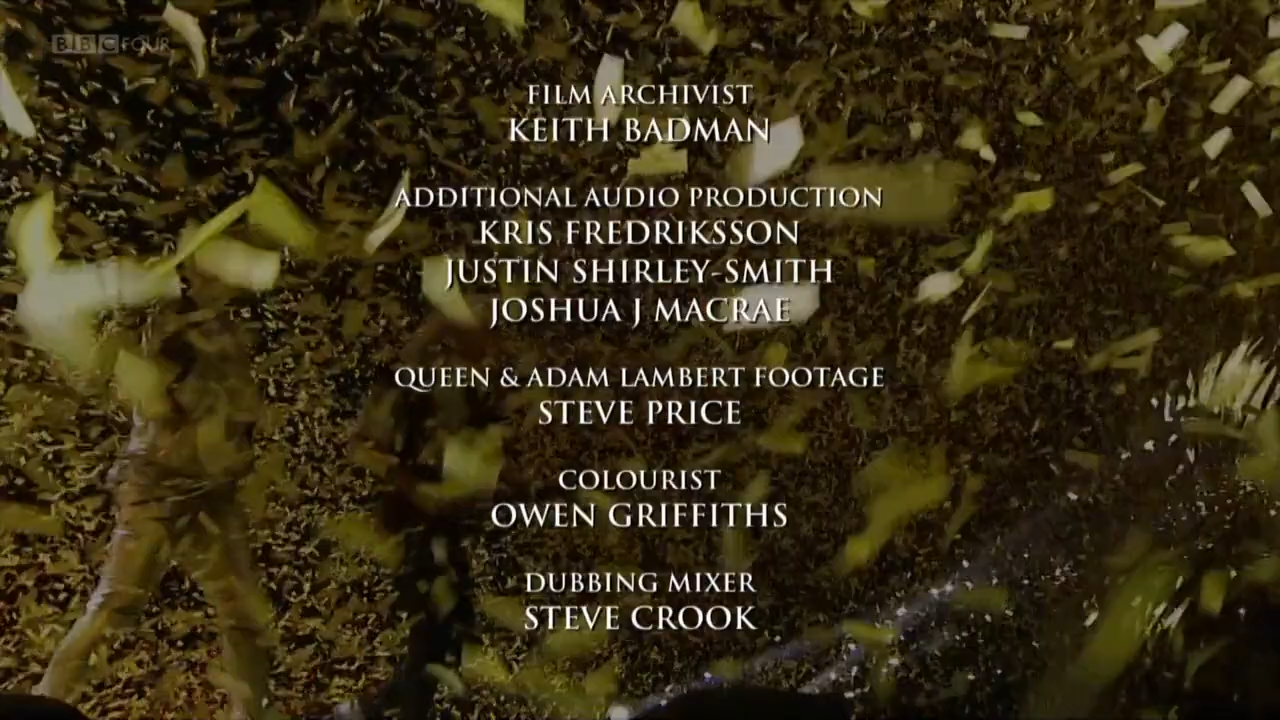 BBC FOUR
FILM ARCHIVIST
KEITH BADMAN
ADDITIONAL AUDIO PRODUCTION
KRIS FREDRIKSSON
JUSTIN SHIRLEY-SMITH
JOSHUA J MACRAE
QUEEN & ADAM LAMBERT FOOTAGE
STEVE PRICE
COLOURIST
OWEN GRIFFITHS
DUBBING MIXER
STEVE CROOK